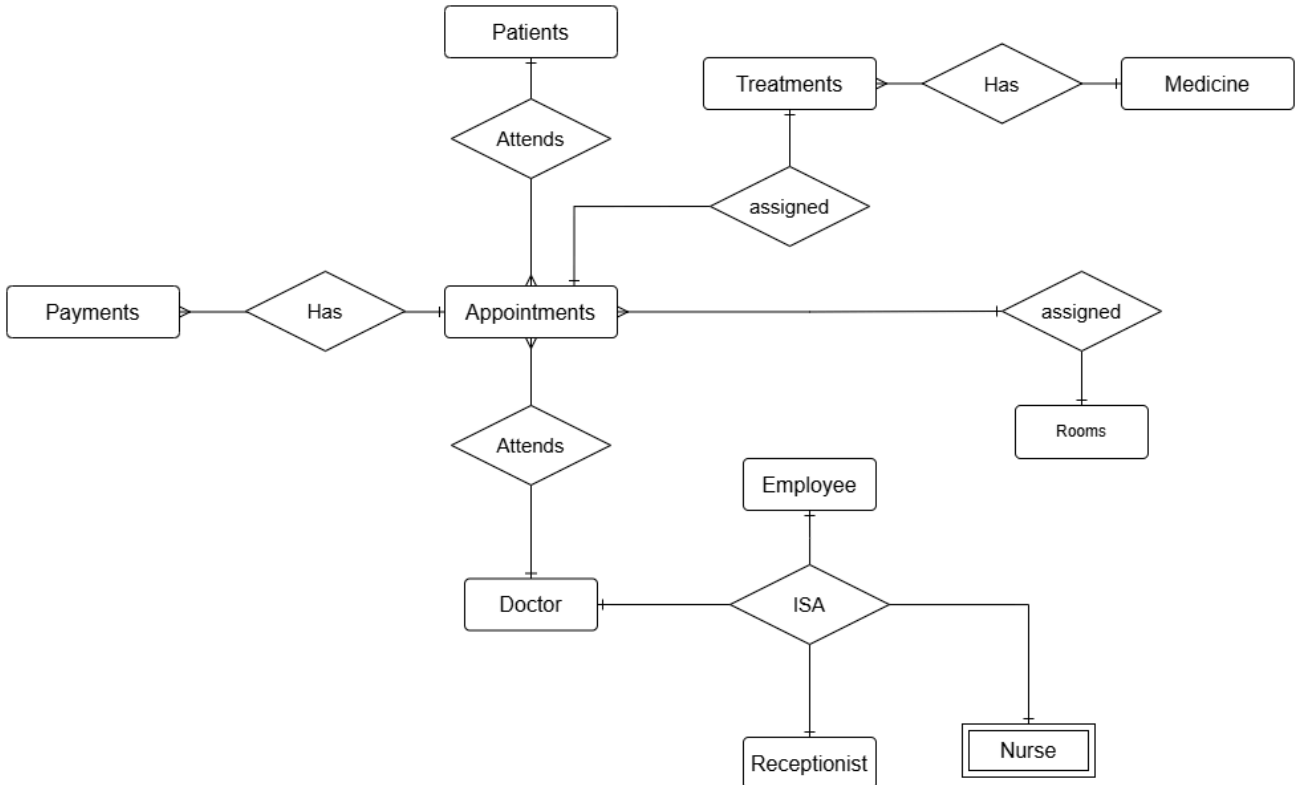 Patients
Treatments
Has
Medicine
Attends
assigned
Payments
Has
Appointments
assigned
Rooms
Attends
Employee
Doctor
ISA
Receptionist
Nurse